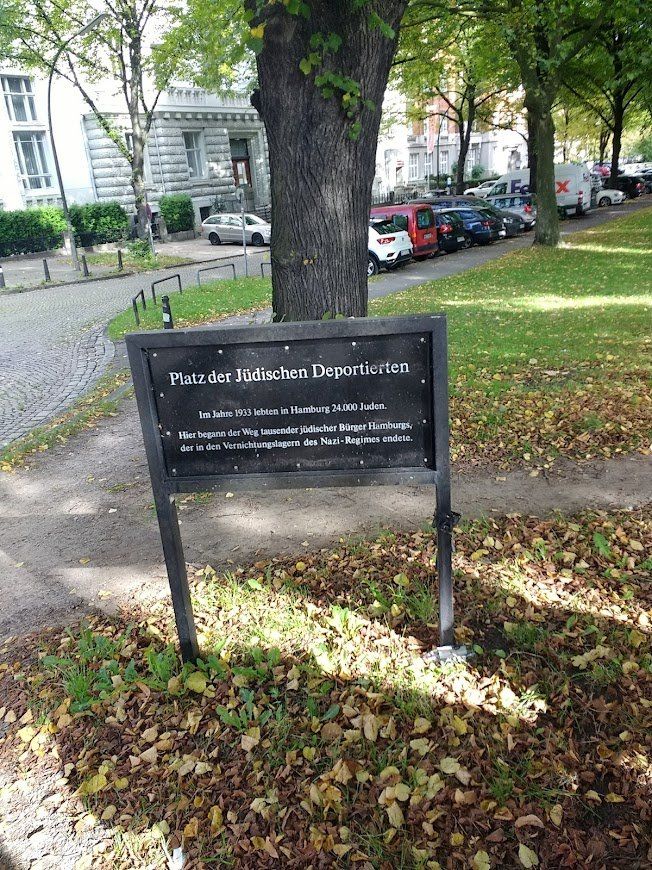 Platz der Jüdischen Deportierten
Im Jahre 1933 lebten in Hamburg 24.000 Juden.
Hier begann der Weg tausender jüdischer Bürger Hamburgs,
der in den Vernichtungslagern des Nazi-Regimes endete.
FedEx